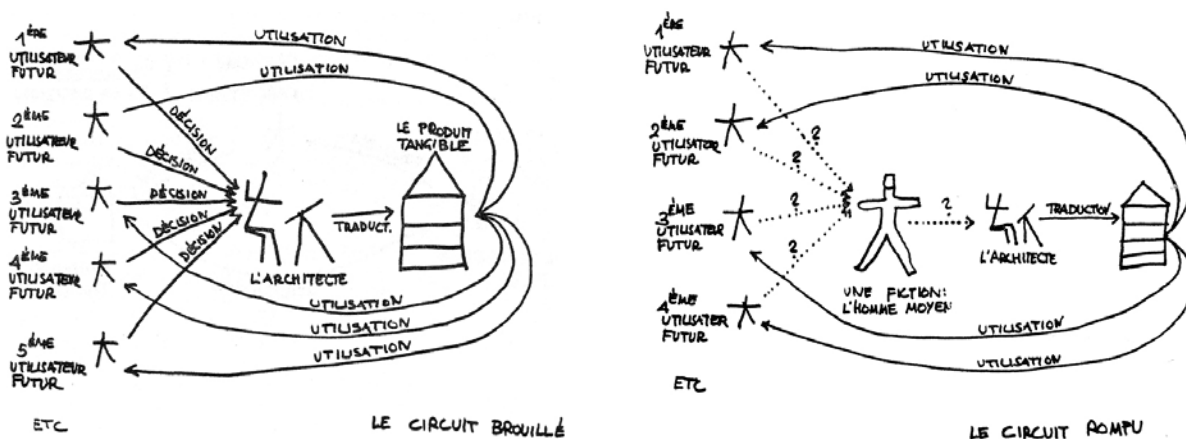 1ÈRE
UTILISATEUR
FUTUR
2ÈME
UTILISATEUR
FUTUR
3ÈME
UTILISATEUR
FUTUR
4ÈME
UTILISATEUR
FUTUR
5ÈME
UTILISATEUR
FUTUR
ETC
UTILISATION
UTILISATION
DÉCISION
DÉCISION
DÉCISION
DÉCISION
DÉCISION
LE PRODUIT
TANGIBLE
TRADUCT.
L'ARCHITECTE
UTILISATION
UTILISATION
UTILISATION
LE CIRCUIT BROUILLÉ
1ÈRE
UTILISATEUR
FUTUR
2ÈME
UTILISATEUR
FUTUR
3ÈME
UTILISATEUR
FUTUR
4ÈME
UTILISATEUR
FUTUR
ETC
UTILISATION
UTILISATION
?
?
?
?
?
TRADUCTION
L'ARCHITECTE
UNE FICTION:
L'HOMME MOYEN
UTILISATION
UTILISATION
LE CIRCUIT ROMPU